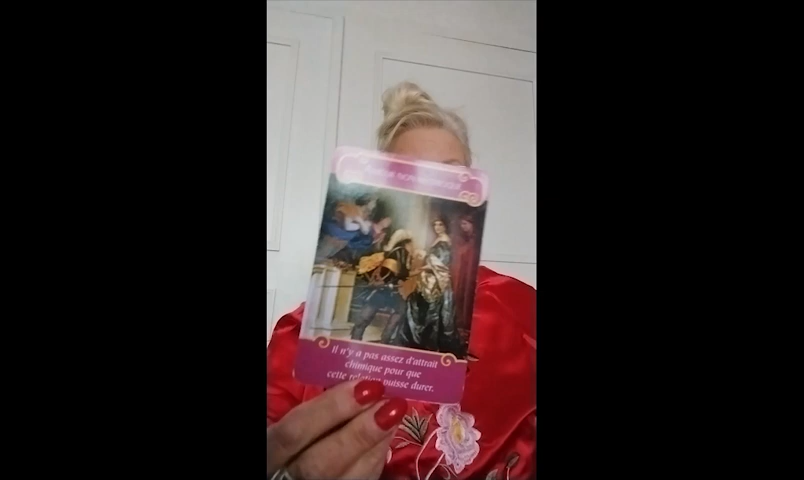 Il n'y a pas assez d'attrait
chimique pour que
cette relation puisse durer.